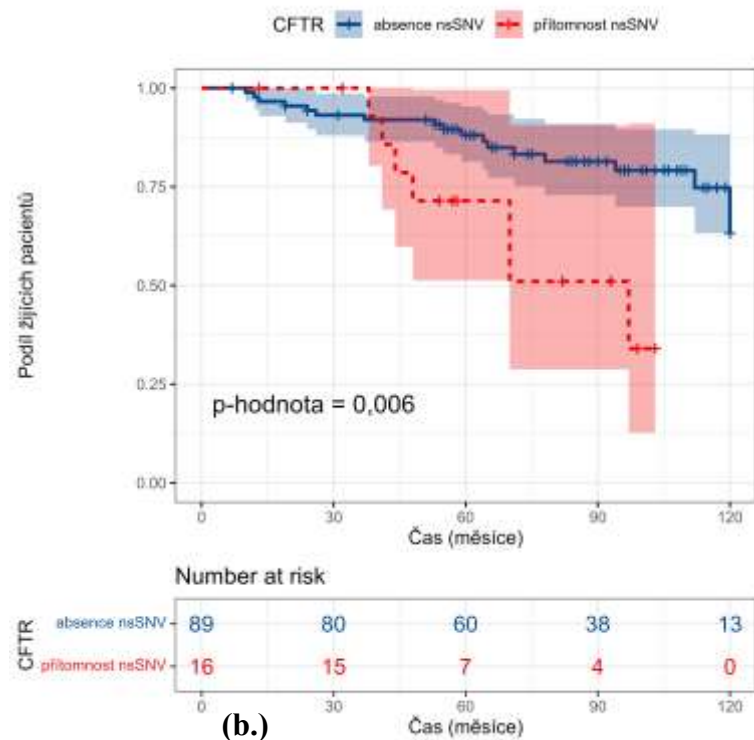 CFTR absence nsSNV přítomnost nsSNV
1.00
0.75
0.50
0.25
0.00
Podíl žijících pacientů
p-hodnota = 0,006
0 30 60 90 120
Čas (měsíce)
Number at risk
CFTR
absence nsSNV 89 80 60 38 13
přítomnost nsSNV 16 15 7 4 0
0 30 60 90 120
(b.) Čas (měsíce)